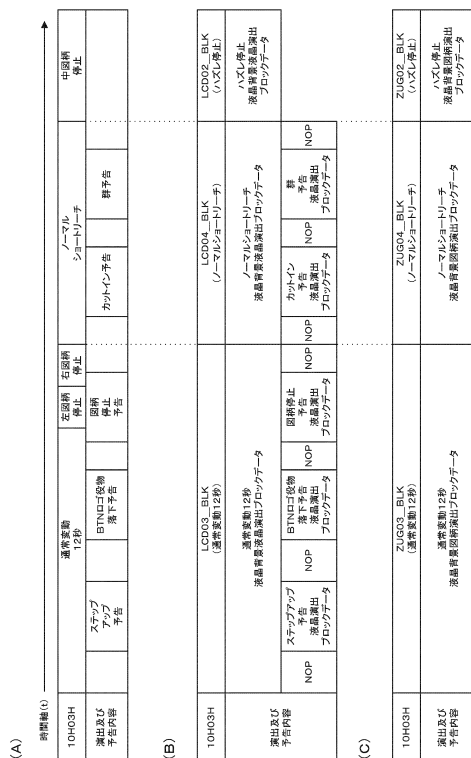 (A)
時間軸(t)
10H03H
通常変動
12秒
左図柄
停止
右図柄
停止
ノーマル
ショートリーチ
中図柄
停止
演出及び
予告内容
ステップ
アップ
予告
BTNロゴ役物
落下予告
図柄
停止
予告
カットイン予告
群予告
(B)
10H03H
LCD03__BLK
(通常変動12秒)
LCD04__BLK
(ノーマルショートリーチ)
LCD02__BLK
(ハズレ停止)
演出及び
予告内容
通常変動12秒
液晶背景液晶演出ブロックデータ
ノーマルショートリーチ
液晶背景液晶演出ブロックデータ
ハズレ停止
液晶背景液晶演出
ブロックデータ
NOP
ステップアップ
予告
液晶演出
ブロックデータ
NOP
BTNロゴ役物
落下予告
液晶演出
ブロックデータ
NOP
図柄停止
予告
液晶演出
ブロックデータ
NOP
NOP
カットイン
予告
液晶演出
ブロックデータ
NOP
群
予告
液晶演出
ブロックデータ
NOP
(C)
10H03H
ZUG03__BLK
(通常変動12秒)
ZUG04__BLK
(ノーマルショートリーチ)
ZUG02__BLK
(ハズレ停止)
演出及び
予告内容
通常変動12秒
液晶背景図柄演出ブロックデータ
ノーマルショートリーチ
液晶背景図柄演出ブロックデータ
ハズレ停止
液晶背景図柄演出
ブロックデータ